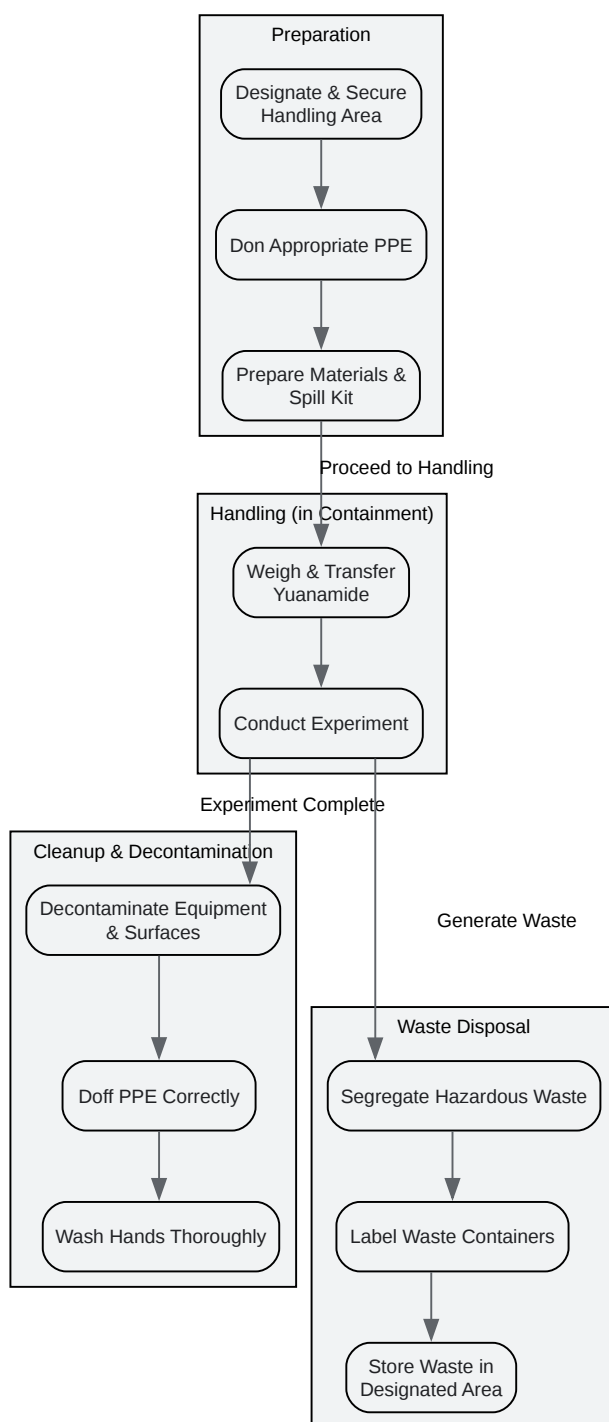 Preparation
Designate & Secure
Handling Area
Don Appropriate PPE
Prepare Materials &
Spill Kit
Proceed to Handling
Handling (in Containment)
Weigh & Transfer
Yuanamide
Conduct Experiment
Experiment Complete
Cleanup & Decontamination
Decontaminate Equipment
& Surfaces
Doff PPE Correctly
Wash Hands Thoroughly
Generate Waste
Waste Disposal
Segregate Hazardous Waste
Label Waste Containers
Store Waste in
Designated Area